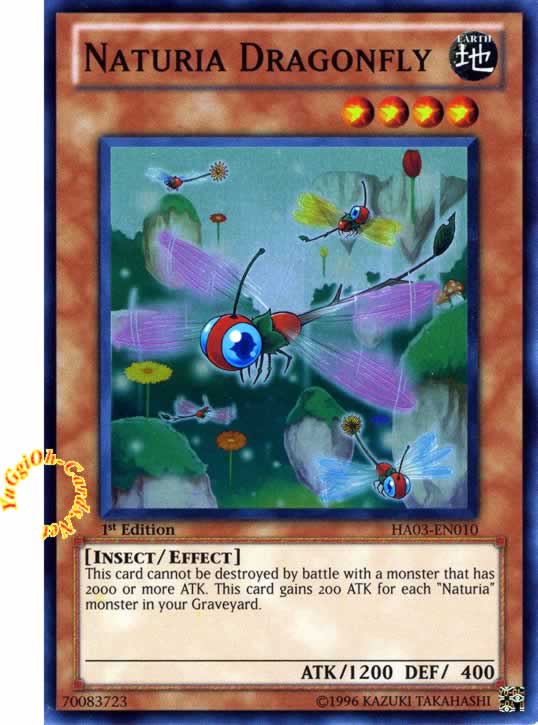 NATURIA DRAGONFLY
EARTH
地
1st Edition
HA03-EN010
[INSECT/EFFECT]
This card cannot be destroyed by battle with a monster that has
2000 or more ATK. This card gains 200 ATK for each "Naturia"
monster in your Graveyard.
ATK/1200 DEF/ 400
70083723
©1996 KAZUKI TAKAHASHI
YuGgiOh-Cards.Net